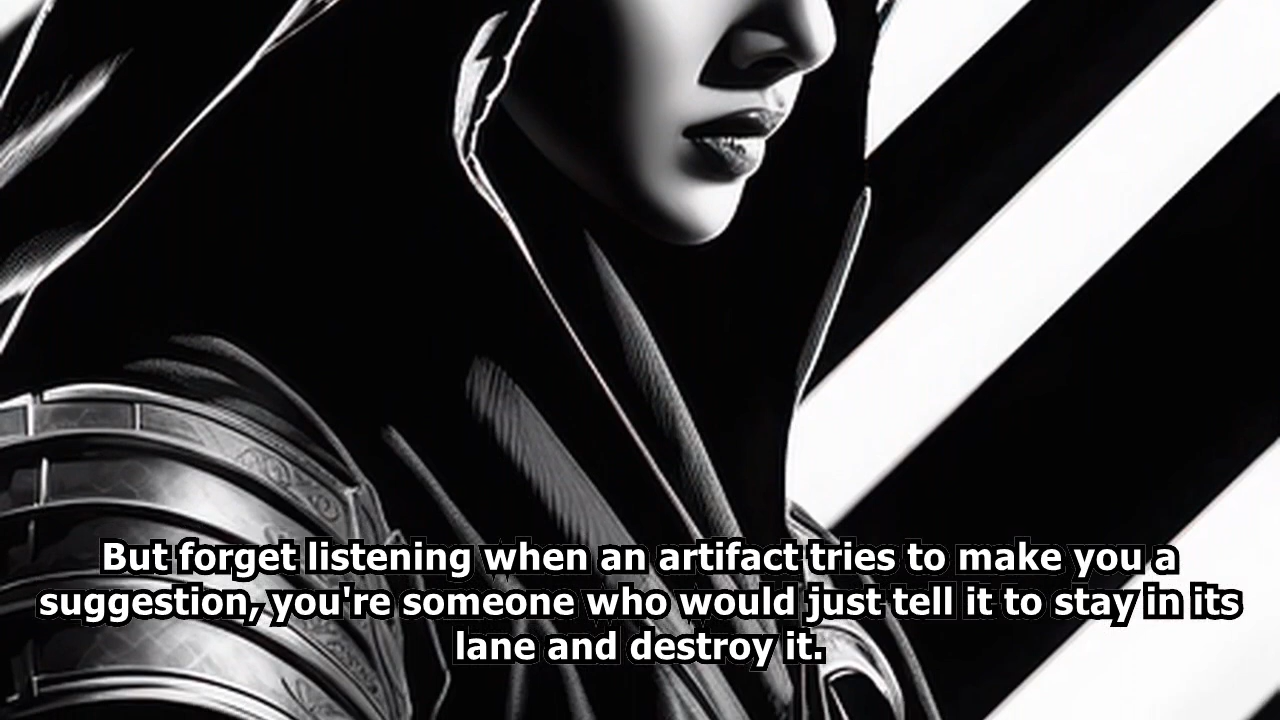 But forget listening when an artifact tries to make you a
suggestion, you're someone who would just tell it to stay in its
lane and destroy it.